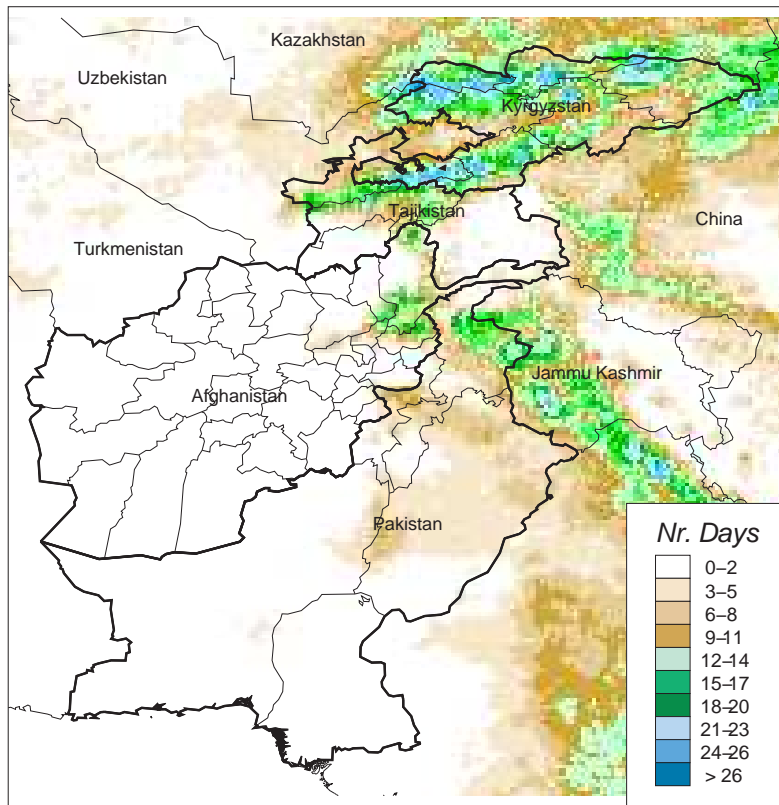 Kazakhstan
Uzbekistan
Kyrgyzstan
Tajikistan
China
Turkmenistan
Jammu Kashmir
Afghanistan
Pakistan
Nr. Days
0–2
3–5
6–8
9–11
12–14
15–17
18–20
21–23
24–26
> 26